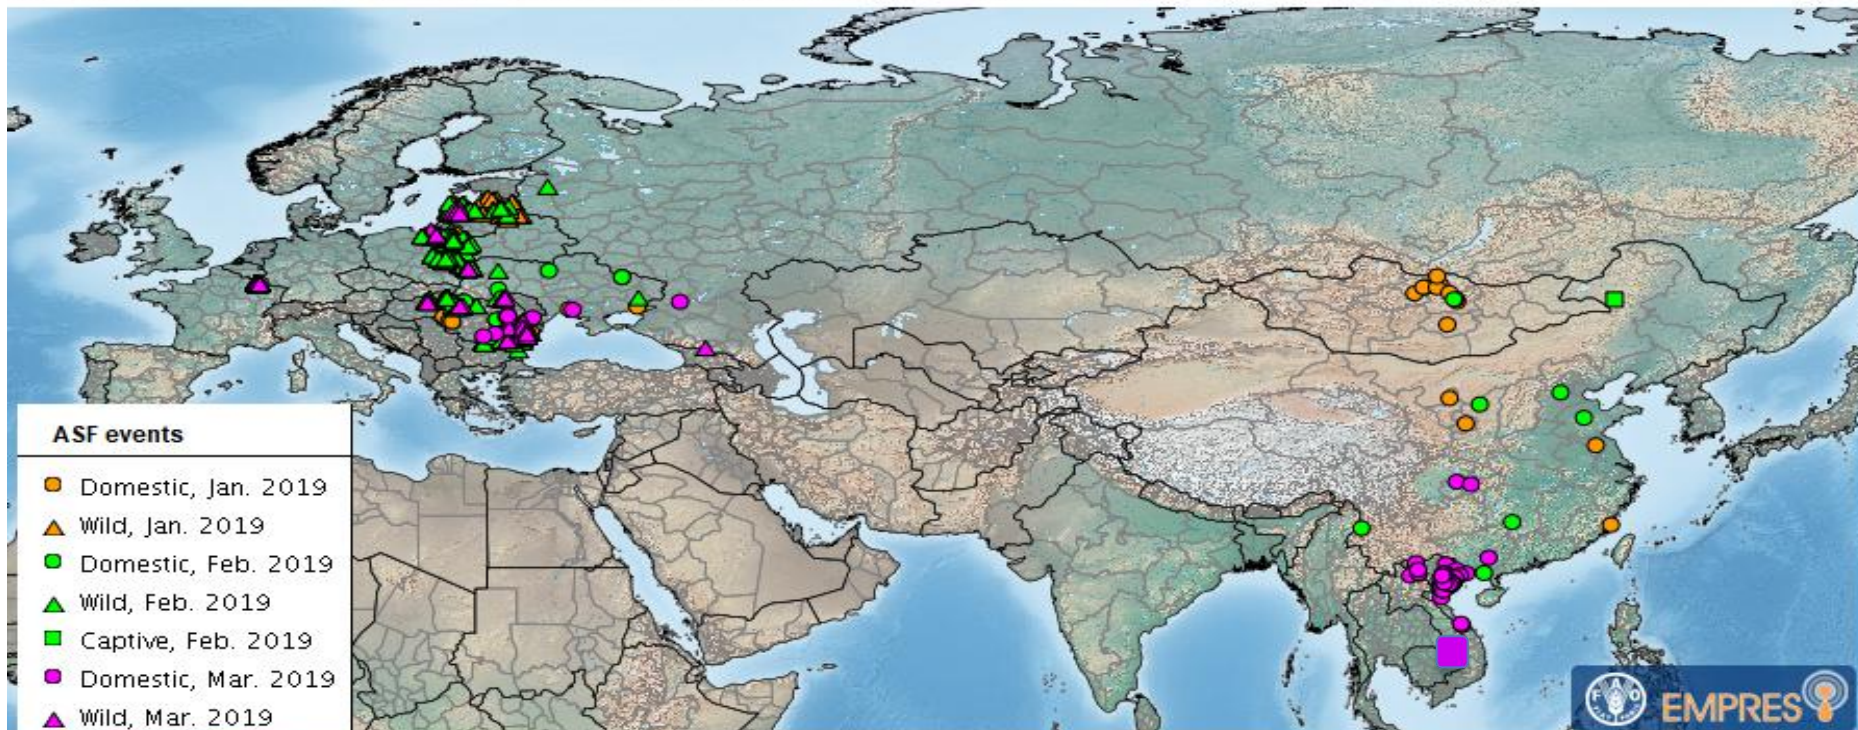 ASF events
Domestic, Jan. 2019
Wild, Jan. 2019
Domestic, Feb. 2019
Wild, Feb. 2019
Captive, Feb. 2019
Domestic, Mar. 2019
Wild, Mar. 2019
FAO
EMPRES